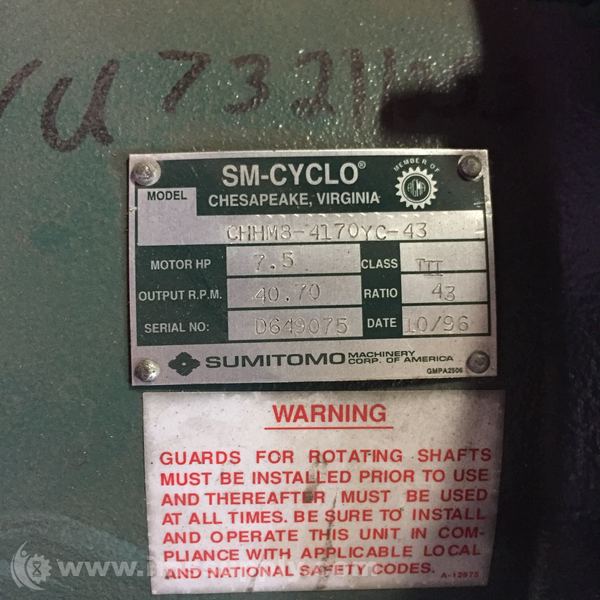 SM-CYCLO®
MEMBER OF
AGMA
MODEL
CHESAPEAKE, VIRGINIA
CHHM8-4170YC-43
MOTOR HP 7.5 CLASS III
OUTPUT R.P.M. 40.70 RATIO 43
SERIAL NO: D649075 DATE 10/96
SUMITOMO MACHINERY
CORP. OF AMERICA
GMPA2506
WARNING
GUARDS FOR ROTATING SHAFTS
MUST BE INSTALLED PRIOR TO USE
AND THEREAFTER MUST BE USED
AT ALL TIMES. BE SURE TO INSTALL
AND OPERATE THIS UNIT IN COM-
PLIANCE WITH APPLICABLE LOCAL
AND NATIONAL SAFETY CODES.
A-12975